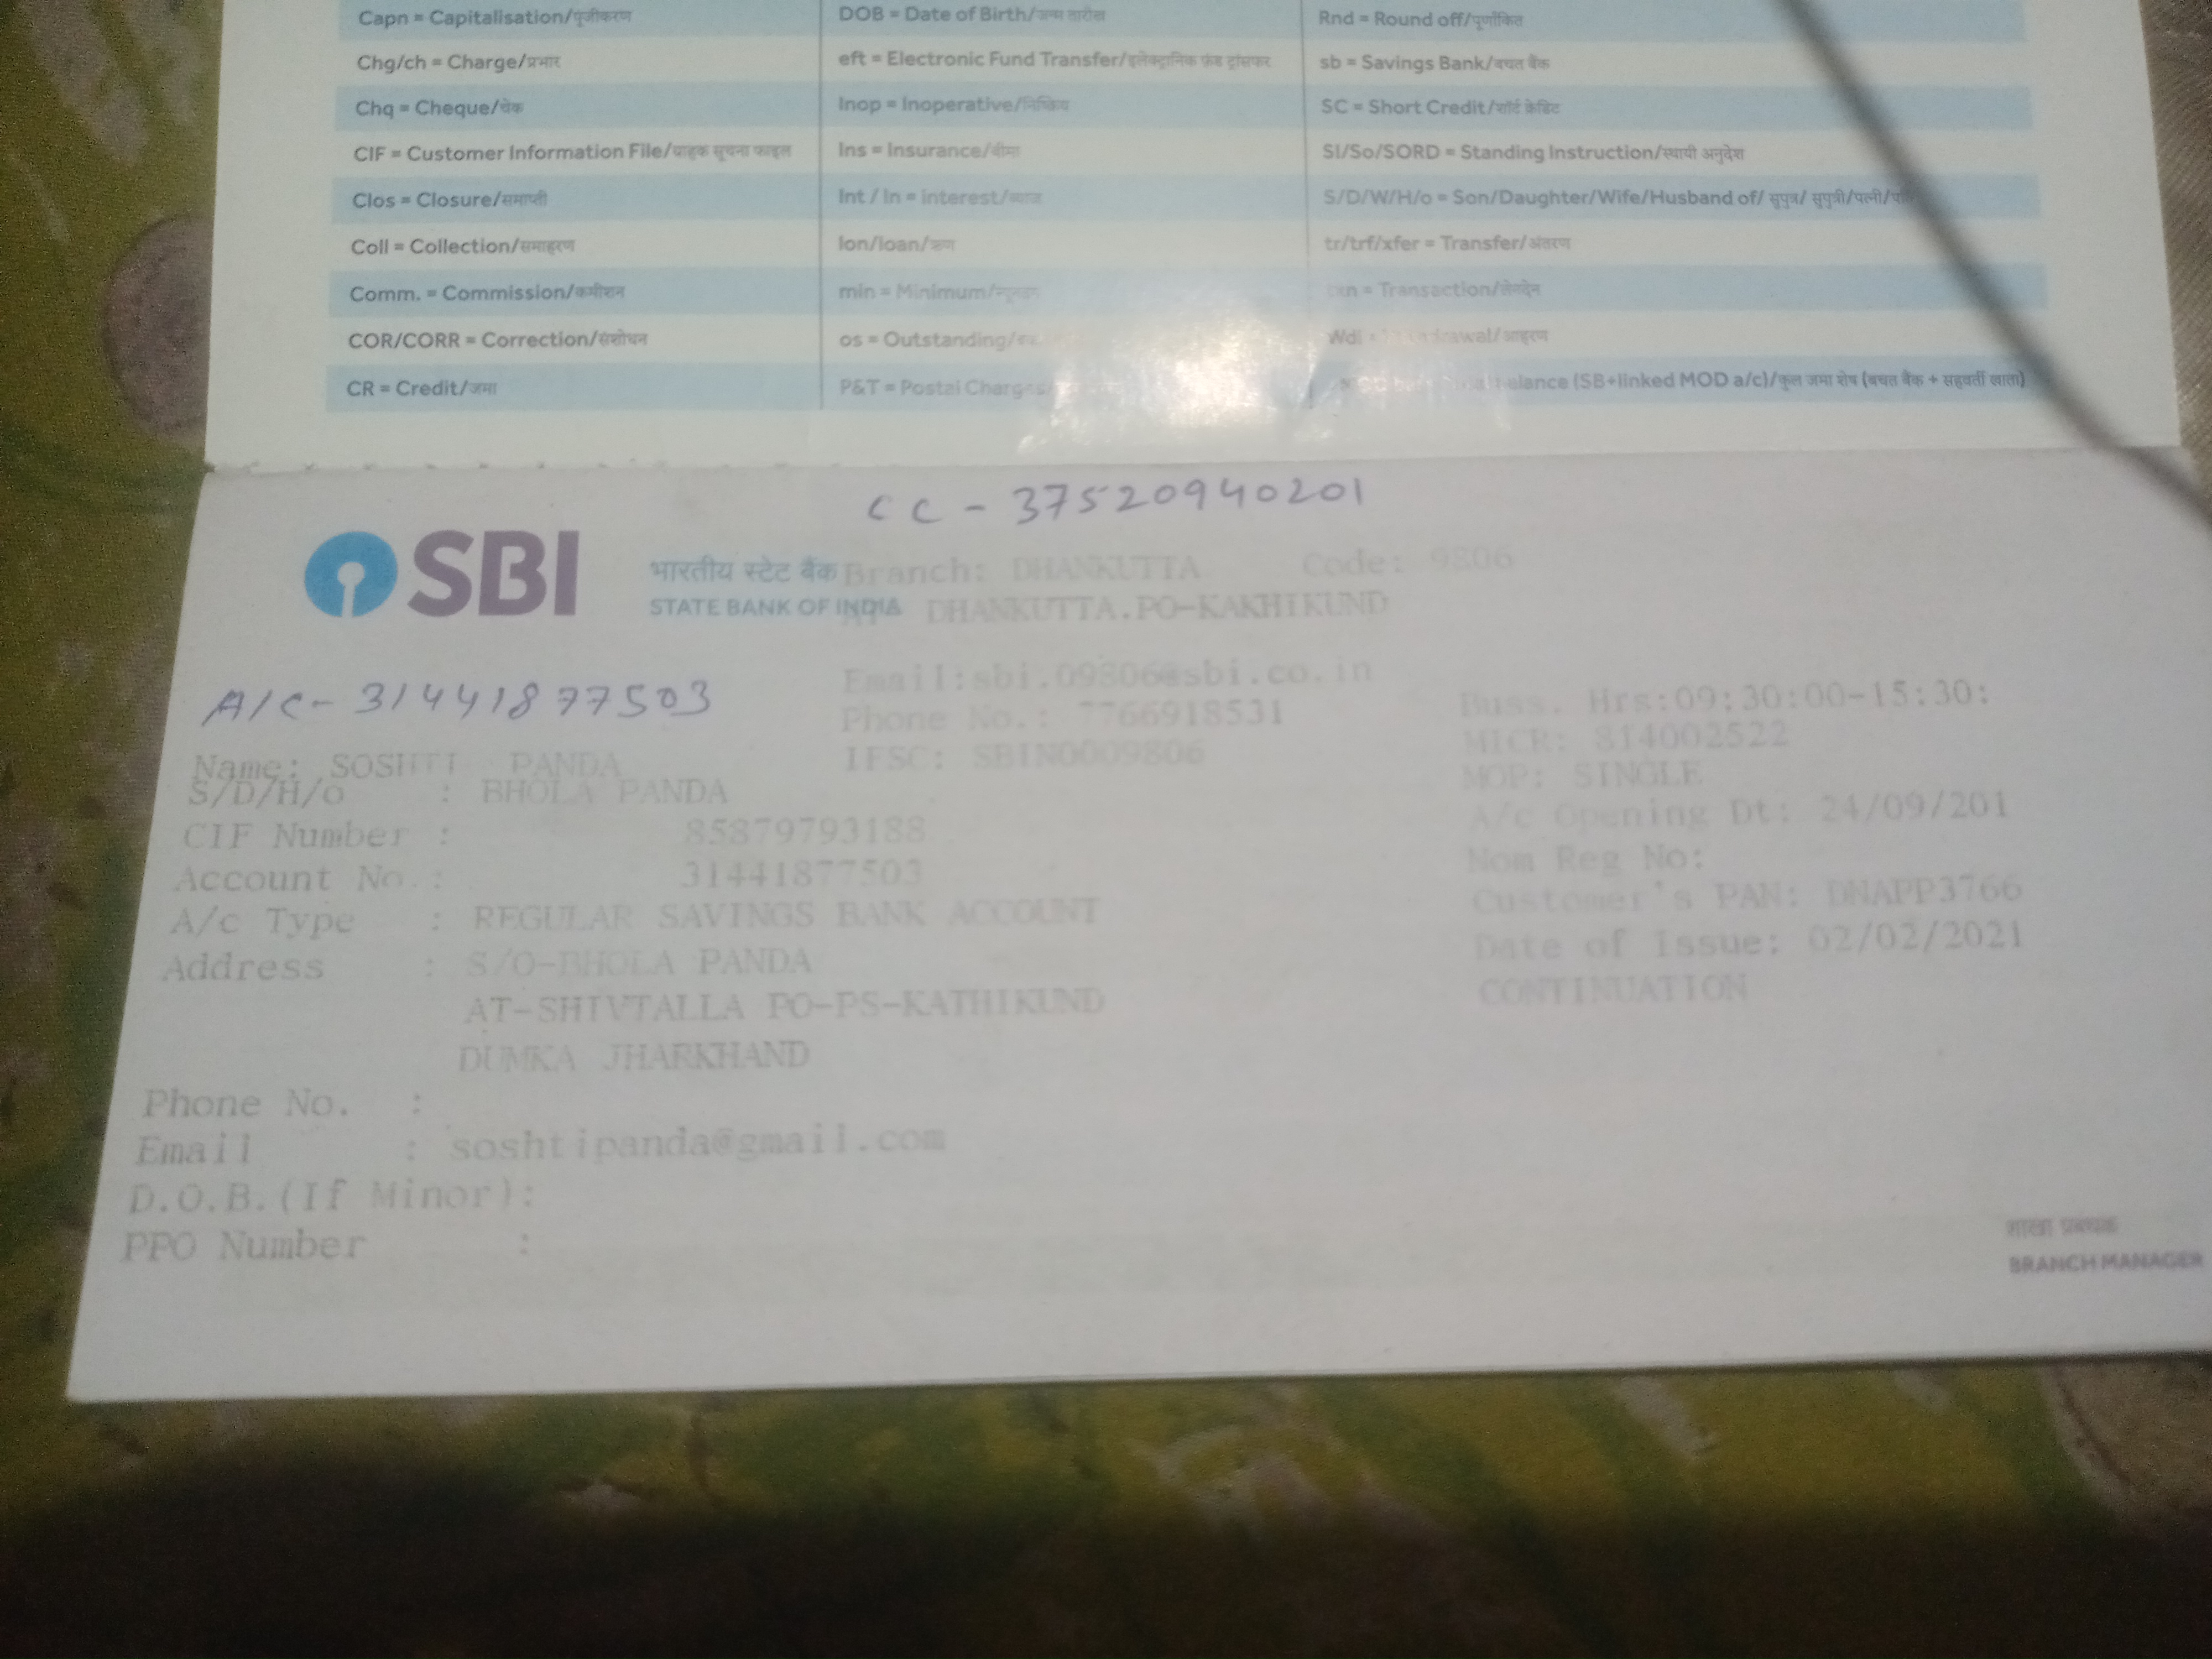 Capn = Capitalisation/पूंजीकरण
DOB = Date of Birth/जन्म तारीख
Rnd = Round off/पूर्णांकित
Chg/ch = Charge/प्रभार
eft = Electronic Fund Transfer/इलेक्ट्रानिक फ़ंड ट्रांसफर
sb = Savings Bank/बचत बैंक
Chq = Cheque/चेक
Inop = Inoperative/निष्क्रिय
SC = Short Credit/शॉर्ट क्रेडिट
CIF = Customer Information File/ग्राहक सूचना फाइल
Ins = Insurance/बीमा
SI/So/SORD = Standing Instruction/स्थायी अनुदेश
Clos = Closure/समाप्ती
Int / In = interest/ब्याज
S/D/W/H/o = Son/Daughter/Wife/Husband of/ सुपुत्र/ सुपुत्री/पत्नी/
Coll = Collection/समाहरण
lon/loan/ऋण
tr/trf/xfer = Transfer/अंतरण
Comm. = Commission/कमीशन
min = Minimum/न्यूनतम
= Transaction/लेनदेन
COR/CORR = Correction/संशोधन
os = Outstanding/
आहरण
CR = Credit/जमा
P&T = Postal Charges
(SB+linked MOD a/c)/कुल जमा शेष (बचत बैंक + सहवर्ती खाता)
CC - 37520940201
SBI
भारतीय स्टेट बैंक
STATE BANK OF INDIA
Branch: DHANKUTTA Code: 9806
DHANKUTTA.PO-KAKHIKUND
A/C- 31441877503
Email:sbi.09806@sbi.co.in
Phone No.: 7766918531
IFSC: SBIN0009806
Buss. Hrs:09:30:00-15:30:
MICR: 814002522
MOP: SINGLE
A/c Opening Dt: 24/09/201
Nom Reg No:
Customer's PAN: DNAPP3766
Date of Issue: 02/02/2021
CONTINUATION
Name: SOSHTI PANDA
S/D/H/o : BHOLA PANDA
CIF Number : 85879793188
Account No. : 31441877503
A/c Type : REGULAR SAVINGS BANK ACCOUNT
Address : S/O-BHOLA PANDA
AT-SHIVTALLA PO-PS-KATHIKUND
DUMKA JHARKHAND
Phone No. :
Email : soshtipanda@gmail.com
D.O.B.(If Minor):
PPO Number :
शाखा प्रबंधक
BRANCH MANAGER